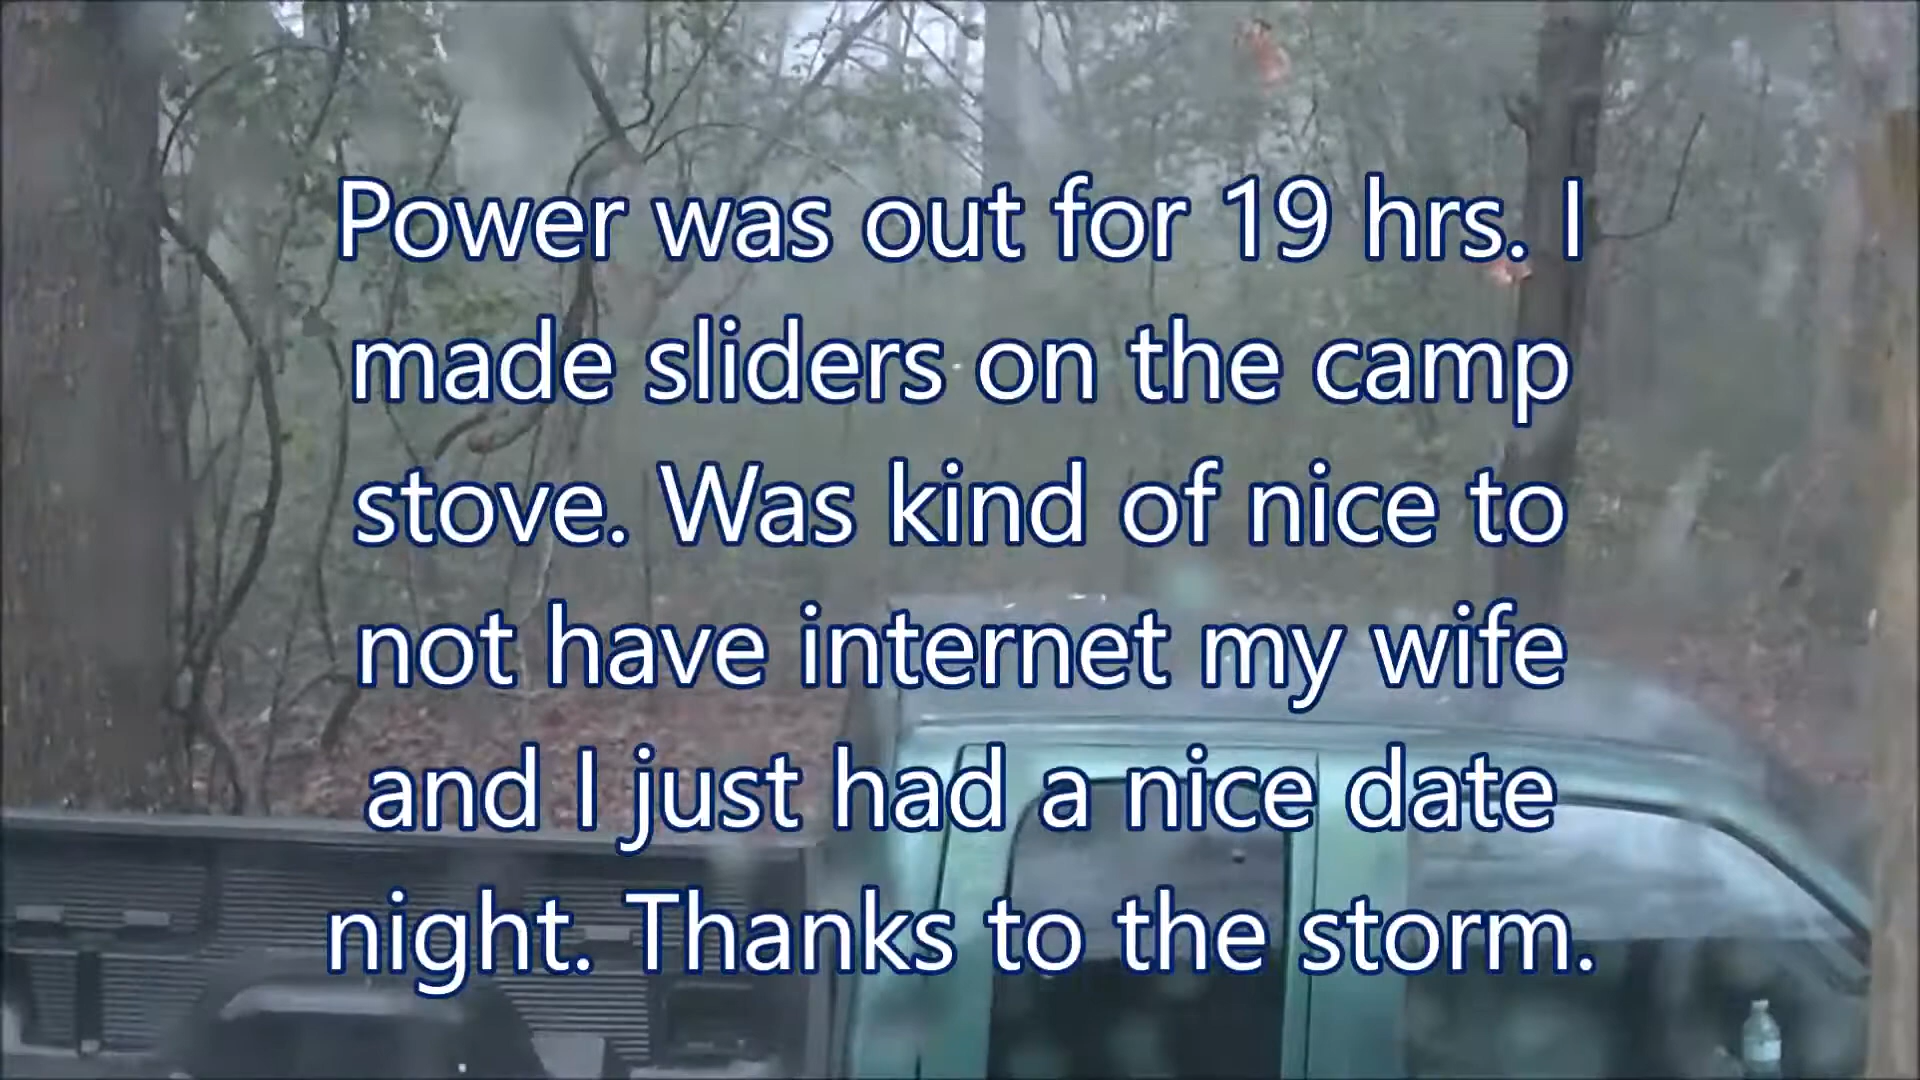 Power was out for 19 hrs. I
made sliders on the camp
stove. Was kind of nice to
not have internet my wife
and I just had a nice date
night. Thanks to the storm.